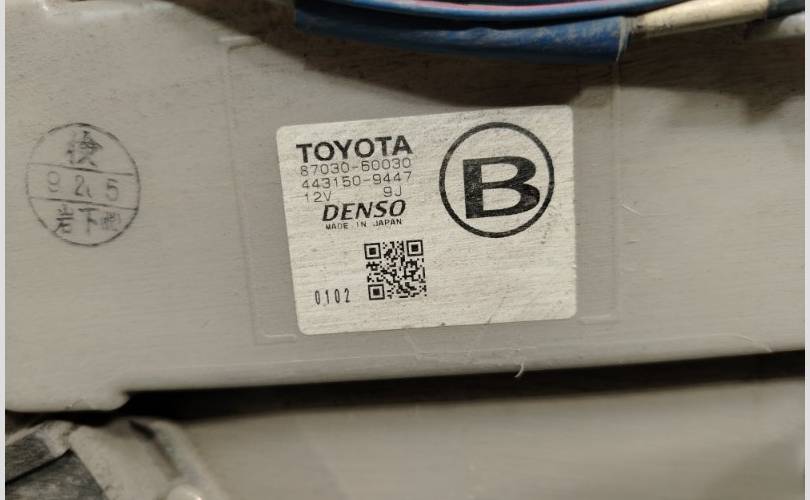 検
9 2. 5
岩下
TOYOTA
87030-60030
443150-9447
12V 9J
DENSO
MADE IN JAPAN
0102
B